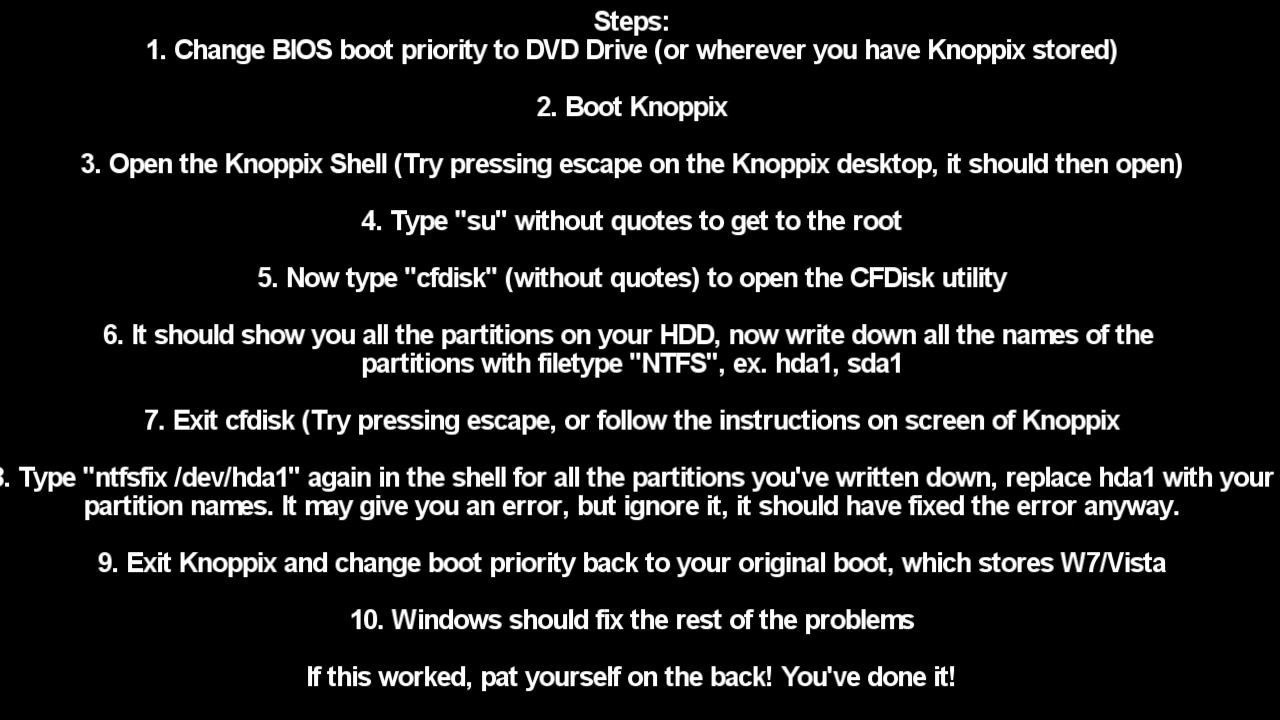 Steps:
1. Change BIOS boot priority to DVD Drive (or wherever you have Knoppix stored)
2. Boot Knoppix
3. Open the Knoppix Shell (Try pressing escape on the Knoppix desktop, it should then open)
4. Type "su" without quotes to get to the root
5. Now type "cfdisk" (without quotes) to open the CFDisk utility
6. It should show you all the partitions on your HDD, now write down all the names of the
partitions with filetype "NTFS", ex. hda1, sda1
7. Exit cfdisk (Try pressing escape, or follow the instructions on screen of Knoppix
8. Type "ntfsfix /dev/hda1" again in the shell for all the partitions you've written down, replace hda1 with your
partition names. It may give you an error, but ignore it, it should have fixed the error anyway.
9. Exit Knoppix and change boot priority back to your original boot, which stores W7/Vista
10. Windows should fix the rest of the problems
If this worked, pat yourself on the back! You've done it!